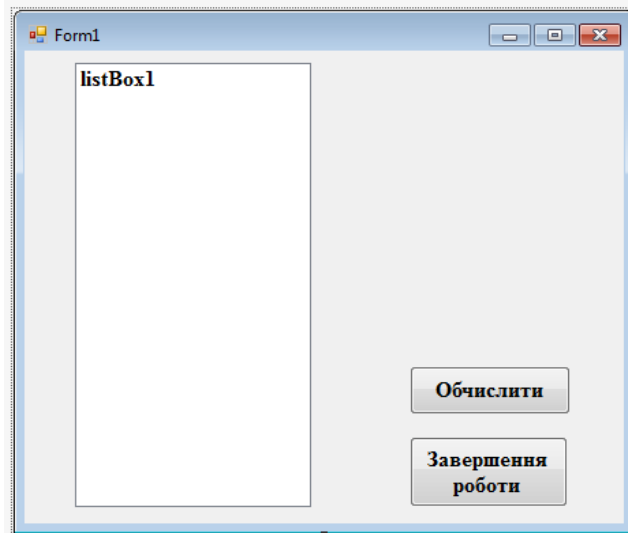 Form1
listBox1
Обчислити
Завершення
роботи